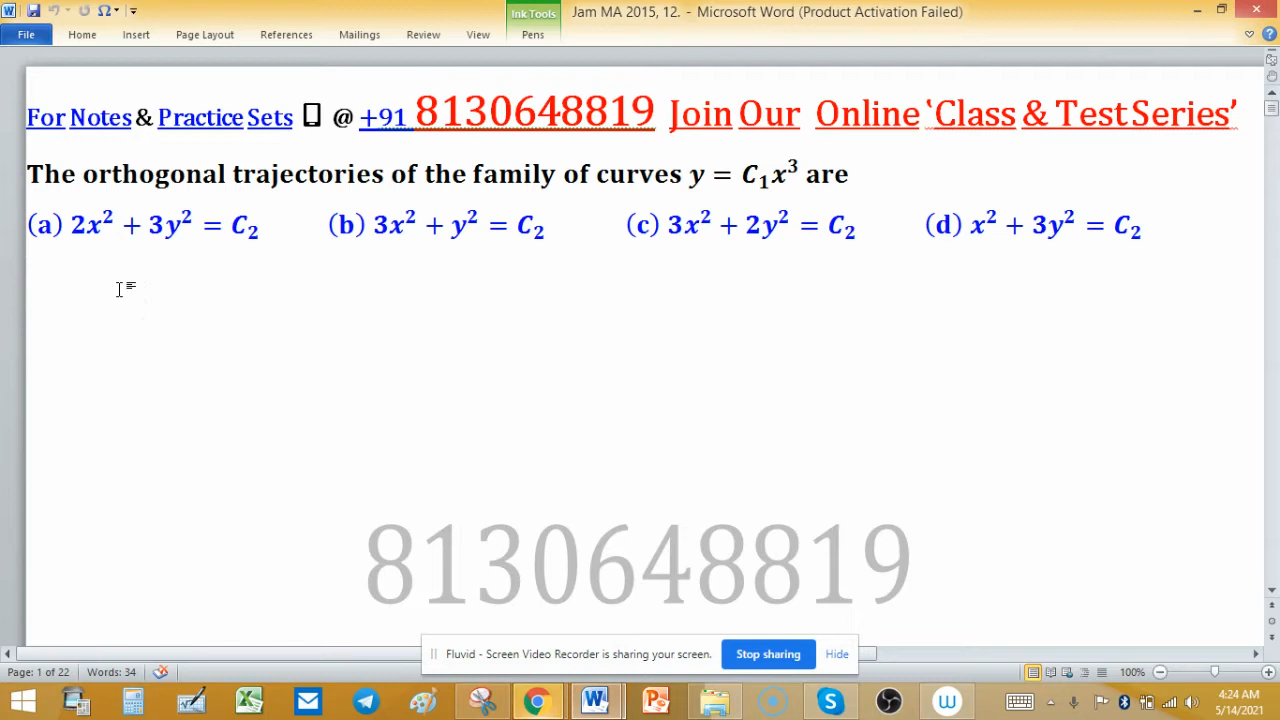 Ink Tools
Jam MA 2015, 12. - Microsoft Word (Product Activation Failed)
File Home Insert Page Layout References Mailings Review View Pens
For Notes & Practice Sets @ +91 8130648819 Join Our Online ‘Class & Test Series’
The orthogonal trajectories of the family of curves y = C₁x³ are
(a) 2x² + 3y² = C₂ (b) 3x² + y² = C₂ (c) 3x² + 2y² = C₂ (d) x² + 3y² = C₂
8130648819
Fluvid - Screen Video Recorder is sharing your screen. Stop sharing Hide
Page: 1 of 22 Words: 34 100%
4:24 AM
5/14/2021